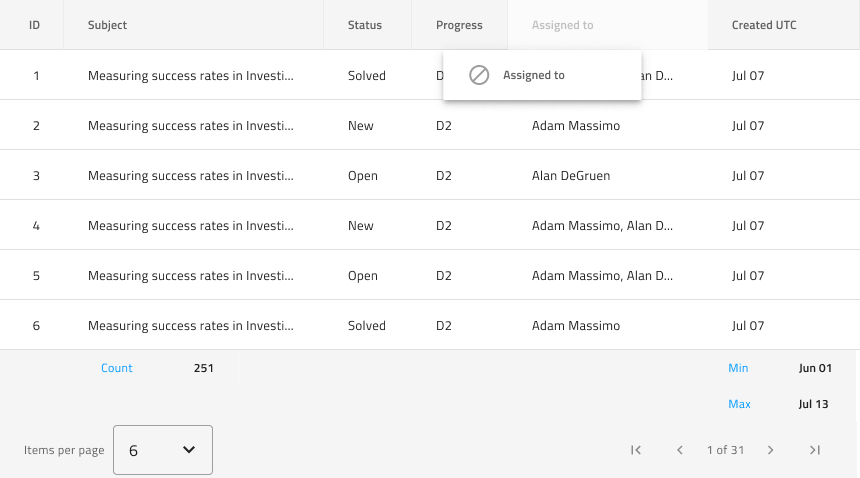 ID Subject Status Progress Assigned to Created UTC
1 Measuring success rates in Investi... Solved D an D... Jul 07
Assigned to
2 Measuring success rates in Investi... New D2 Adam Massimo Jul 07
3 Measuring success rates in Investi... Open D2 Alan DeGruen Jul 07
4 Measuring success rates in Investi... New D2 Adam Massimo, Alan D... Jul 07
5 Measuring success rates in Investi... Open D2 Adam Massimo, Alan D... Jul 07
6 Measuring success rates in Investi... Solved D2 Adam Massimo Jul 07
Count 251 Min Jun 01
Max Jul 13
Items per page 6 1 of 31